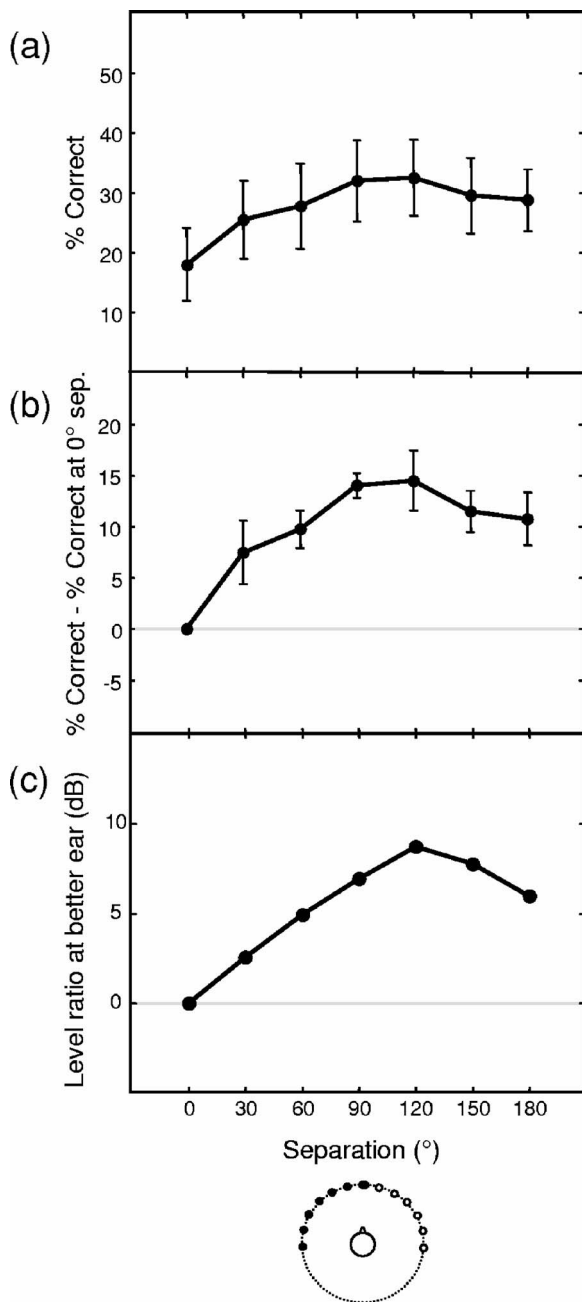 (a)
% Correct
50
40
30
20
10
(b)
% Correct - % Correct at 0° sep.
20
15
10
5
0
-5
(c)
Level ratio at better ear (dB)
10
5
0
0 30 60 90 120 150 180
Separation (°)